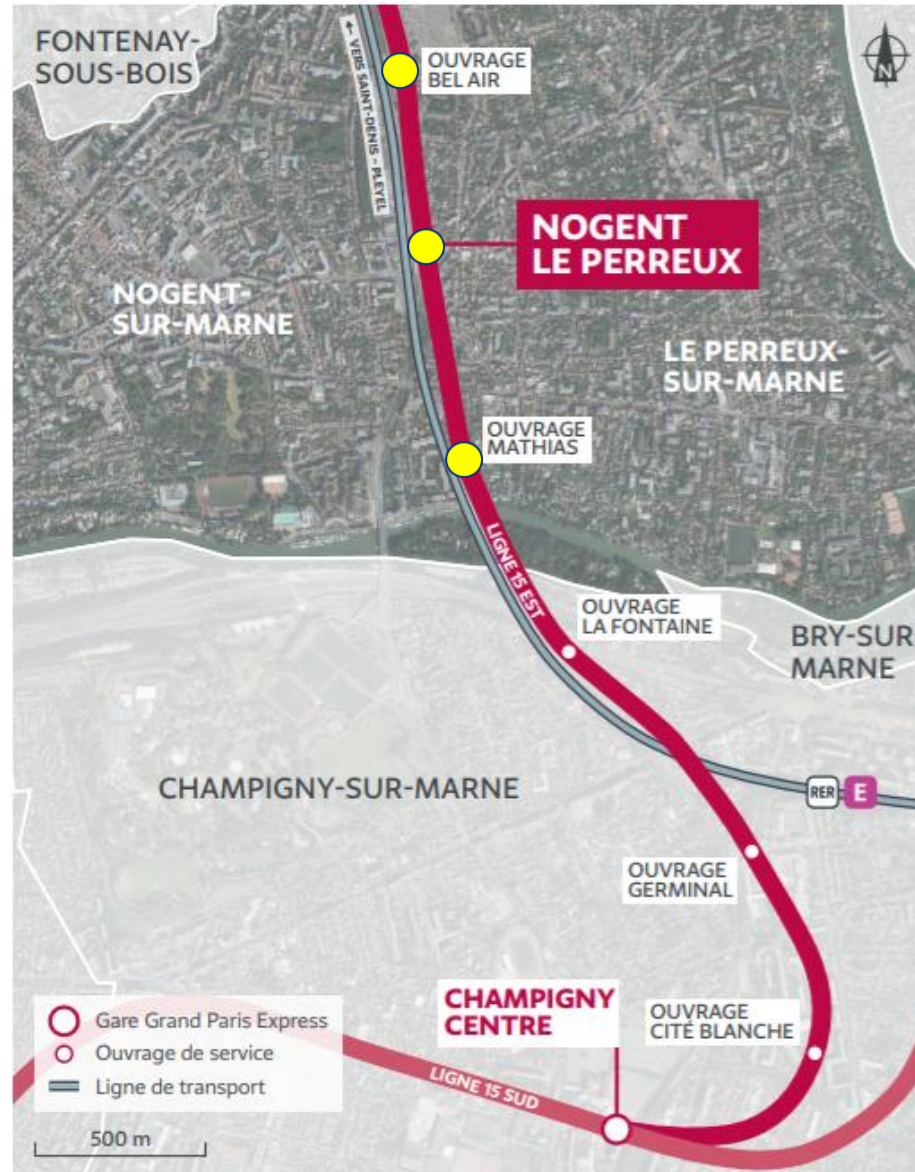 FONTENAY-
SOUS-BOIS
← VERS SAINT-DENIS - PLEYEL
OUVRAGE
BEL AIR
N
NOGENT
LE PERREUX
NOGENT-
SUR-MARNE
LE PERREUX-
SUR-MARNE
OUVRAGE
MATHIAS
LIGNE 15 EST
OUVRAGE
LA FONTAINE
BRY-SUR
MARNE
CHAMPIGNY-SUR-MARNE
RER E
OUVRAGE
GERMINAL
CHAMPIGNY
CENTRE
OUVRAGE
CITÉ BLANCHE
Gare Grand Paris Express
Ouvrage de service
Ligne de transport
LIGNE 15 SUD
500 m